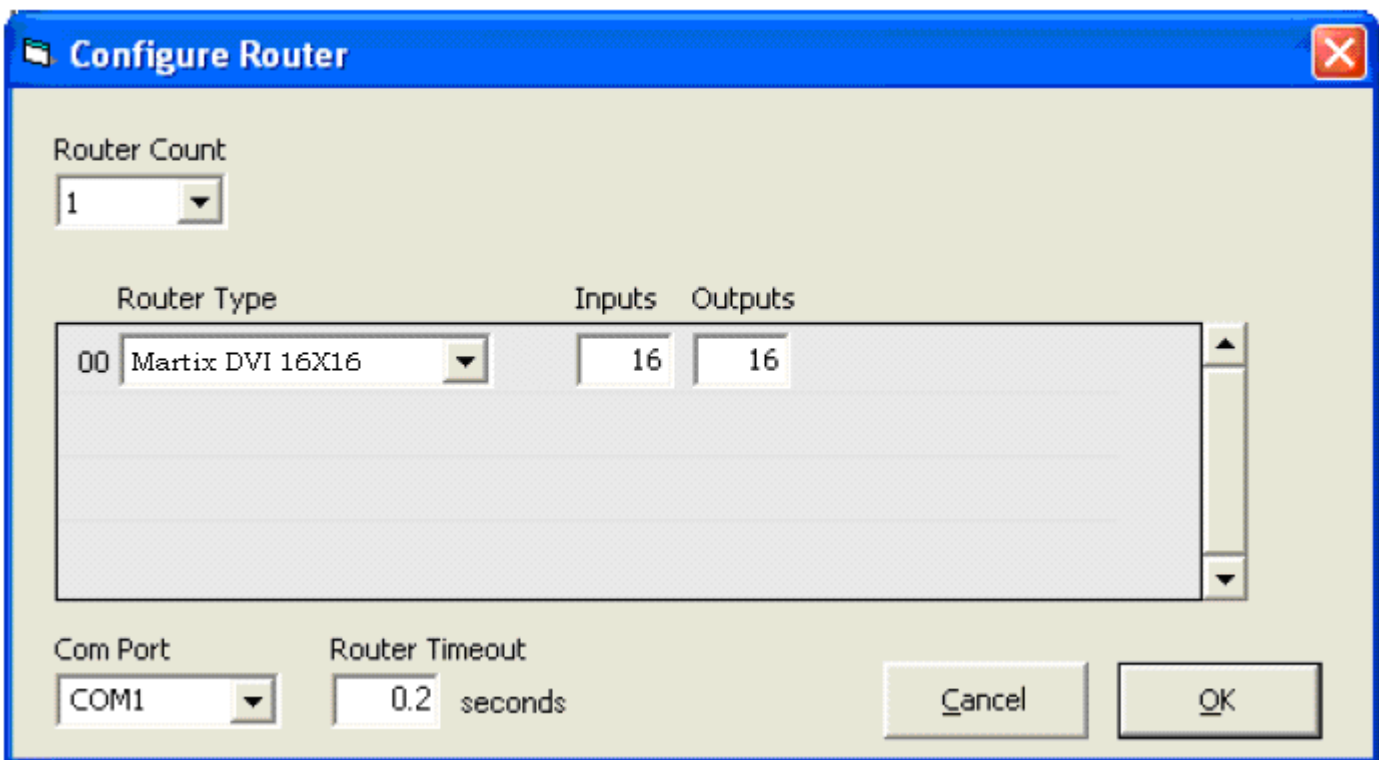 Configure Router
Router Count
1
Router Type Inputs Outputs
00 Martix DVI 16X16 16 16
Com Port Router Timeout
COM1 0.2 seconds Cancel OK